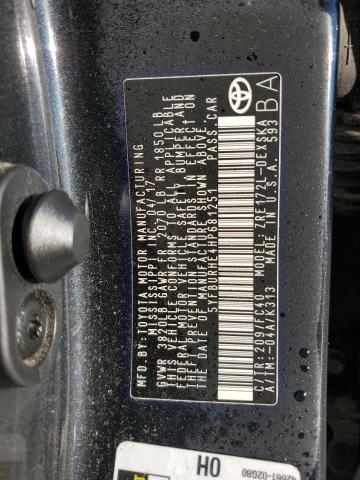 MFD.BY:TOYOTA MOTOR MANUFACTURING
MISSISSIPPI INC. 04/17
GVWR 3820LB GAWR FR 2070 LB RR 1850 LB
THIS VEHICLE CONFORMS TO ALL APPLICABLE
FEDERAL MOTOR VEHICLE SAFETY, BUMPER AND
THEFT PREVENTION STANDARDS IN EFFECT ON
THE DATE OF MANUFACTURE SHOWN ABOVE.
5YFBURHE4HP681251 PASS.CAR
C/TR:209/FC40 MODEL:ZRE172L-DEXSKA
A/TM:-04A/K313 MADE IN U.S.A. 593
BA
42661-02G80
OH